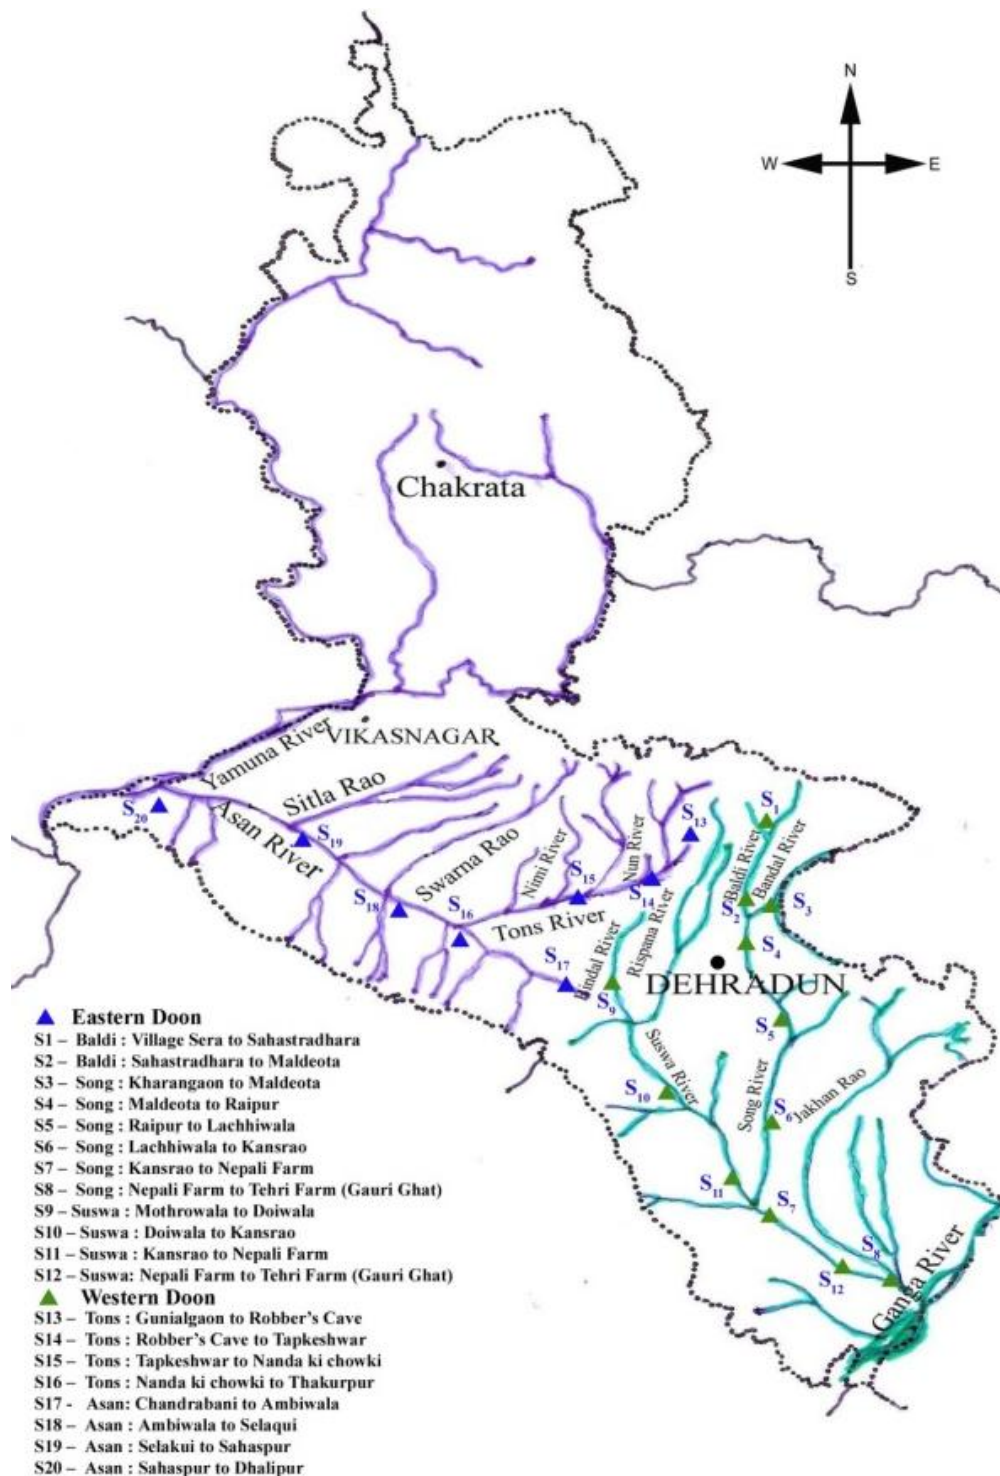 N
W E
S
Chakrata
VIKASNAGAR
Yamuna River
Sitla Rao
Asan River
Swarna Rao
Nimi River
Nun River
Tons River
Bindal River
Rispana River
Baldi River
Bandal River
DEHRADUN
Suswa River
Song River
Jakhan Rao
Ganga River
S1
S2
S3
S4
S5
S6
S7
S8
S9
S10
S11
S12
S13
S14
S15
S16
S17
S18
S19
S20
Eastern Doon
S1 – Baldi : Village Sera to Sahastradhara
S2 – Baldi : Sahastradhara to Maldeota
S3 – Song : Kharangaon to Maldeota
S4 – Song : Maldeota to Raipur
S5 – Song : Raipur to Lachhiwala
S6 – Song : Lachhiwala to Kansrao
S7 – Song : Kansrao to Nepali Farm
S8 – Song : Nepali Farm to Tehri Farm (Gauri Ghat)
S9 – Suswa : Mothrowala to Doiwala
S10 – Suswa : Doiwala to Kansrao
S11 – Suswa : Kansrao to Nepali Farm
S12 – Suswa: Nepali Farm to Tehri Farm (Gauri Ghat)
Western Doon
S13 – Tons : Gunialgaon to Robber's Cave
S14 – Tons : Robber's Cave to Tapkeshwar
S15 – Tons : Tapkeshwar to Nanda ki chowki
S16 – Tons : Nanda ki chowki to Thakurpur
S17 - Asan: Chandrabani to Ambiwala
S18 – Asan : Ambiwala to Selaqui
S19 – Asan : Selakui to Sahaspur
S20 – Asan : Sahaspur to Dhalipur